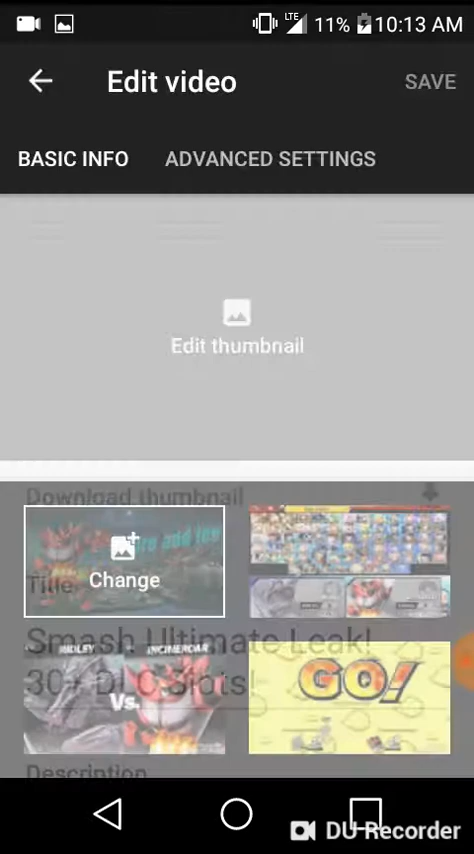 LTE 11% 10:13 AM
Edit video SAVE
BASIC INFO ADVANCED SETTINGS
Edit thumbnail
Download thumbnail
Change
Title
Smash Ultimate Leak!
30+ DLC Slots!
RIDLEY INCINEROAR
Vs.
GO!
Description
DU Recorder